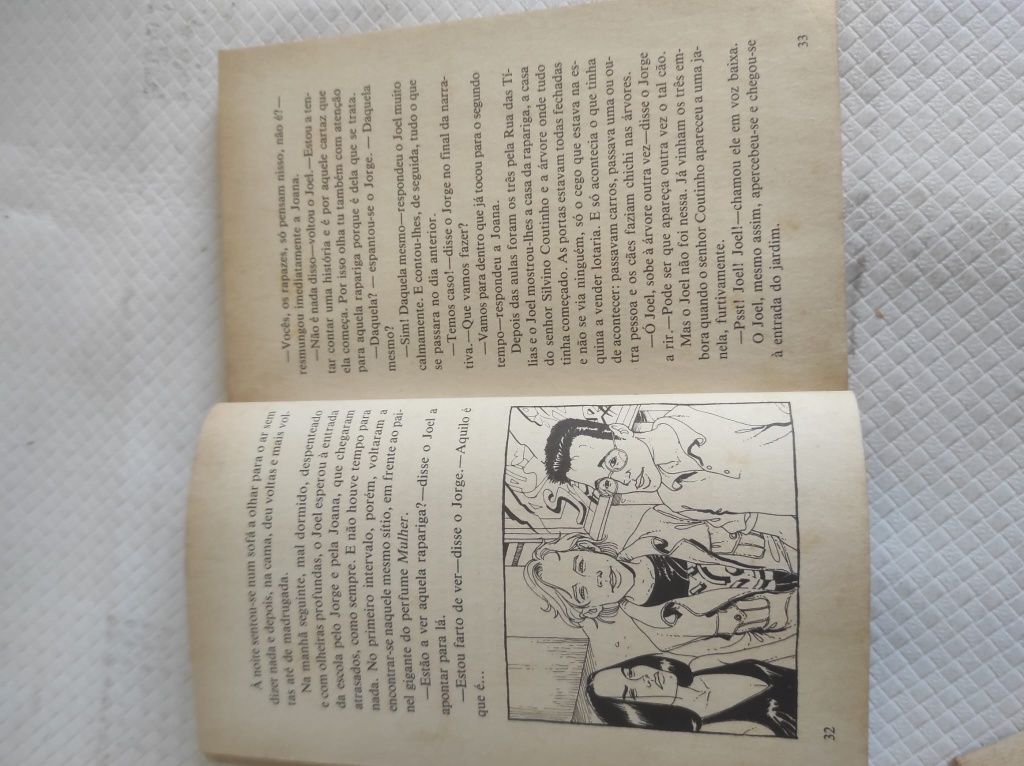 À noite sentou-se num sofá a olhar para o ar sem
dizer nada e depois, na cama, deu voltas e mais vol-
tas até de madrugada.
Na manhã seguinte, mal dormido, despenteado
e com olheiras profundas, o Joel esperou à entrada
da escola pelo Jorge e pela Joana, que chegaram
atrasados, como sempre. E não houve tempo para
nada. No primeiro intervalo, porém, voltaram a
encontrar-se naquele mesmo sítio, em frente ao pai-
nel gigante do perfume Mulher.
—Estão a ver aquela rapariga?—disse o Joel a
apontar para lá.
—Estou farto de ver—disse o Jorge.—Aquilo é
que é...
32
—Vocês, os rapazes, só pensam nisso, não é?—
resmungou imediatamente a Joana.
—Não é nada disso—voltou o Joel.—Estou a ten-
tar contar uma história e é por aquele cartaz que
ela começa. Por isso olha tu também com atenção
para aquela rapariga porque é dela que se trata.
—Daquela? — espantou-se o Jorge. — Daquela
mesmo?
—Sim! Daquela mesmo—respondeu o Joel muito
calmamente. E contou-lhes, de seguida, tudo o que
se passara no dia anterior.
—Temos caso!—disse o Jorge no final da narra-
tiva.—Que vamos fazer?
—Vamos para dentro que já tocou para o segundo
tempo—respondeu a Joana.
Depois das aulas foram os três pela Rua das Tí-
lias e o Joel mostrou-lhes a casa da rapariga, a casa
do senhor Silvino Coutinho e a árvore onde tudo
tinha começado. As portas estavam todas fechadas
e não se via ninguém, só o cego que estava na es-
quina a vender lotaria. E só acontecia o que tinha
de acontecer: passavam carros, passava uma ou ou-
tra pessoa e os cães faziam chichi nas árvores.
—Ó Joel, sobe à árvore outra vez—disse o Jorge
a rir.—Pode ser que apareça outra vez o tal cão.
Mas o Joel não foi nessa. Já vinham os três em-
bora quando o senhor Coutinho apareceu a uma ja-
nela, furtivamente.
—Psst! Joel! Joel!—chamou ele em voz baixa.
O Joel, mesmo assim, apercebeu-se e chegou-se
à entrada do jardim.
33